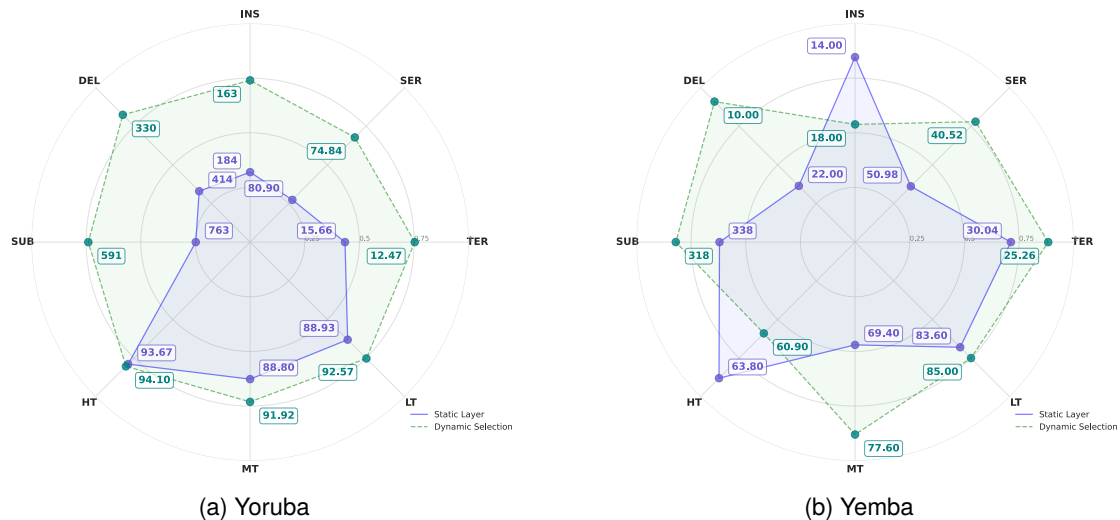 INS
DEL
SER
163
330
74.84
184
414
80.90
SUB
763
15.66
0.25
0.5
0.75
TER
591
12.47
88.93
93.67
88.80
92.57
94.10
91.92
HT
LT
MT
Static Layer
Dynamic Selection
(a) Yoruba
INS
14.00
DEL
SER
10.00
18.00
40.52
22.00
50.98
SUB
338
30.04
0.25
0.5
0.75
TER
318
25.26
69.40
83.60
60.90
63.80
85.00
HT
LT
77.60
MT
Static Layer
Dynamic Selection
(b) Yemba